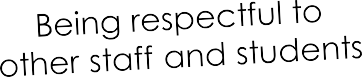 Being respectful to
other staff and students